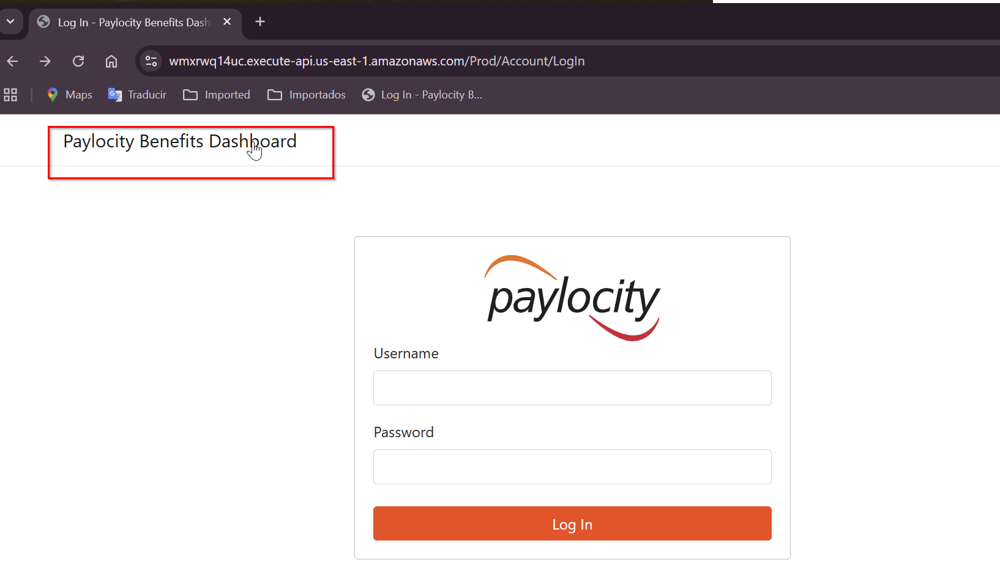 Log In - Paylocity Benefits Dash
wmxrwq14uc.execute-api.us-east-1.amazonaws.com/Prod/Account/LogIn
Maps Traducir Imported Importados Log In - Paylocity B...
Paylocity Benefits Dashboard
paylocity
Username
Password
Log In